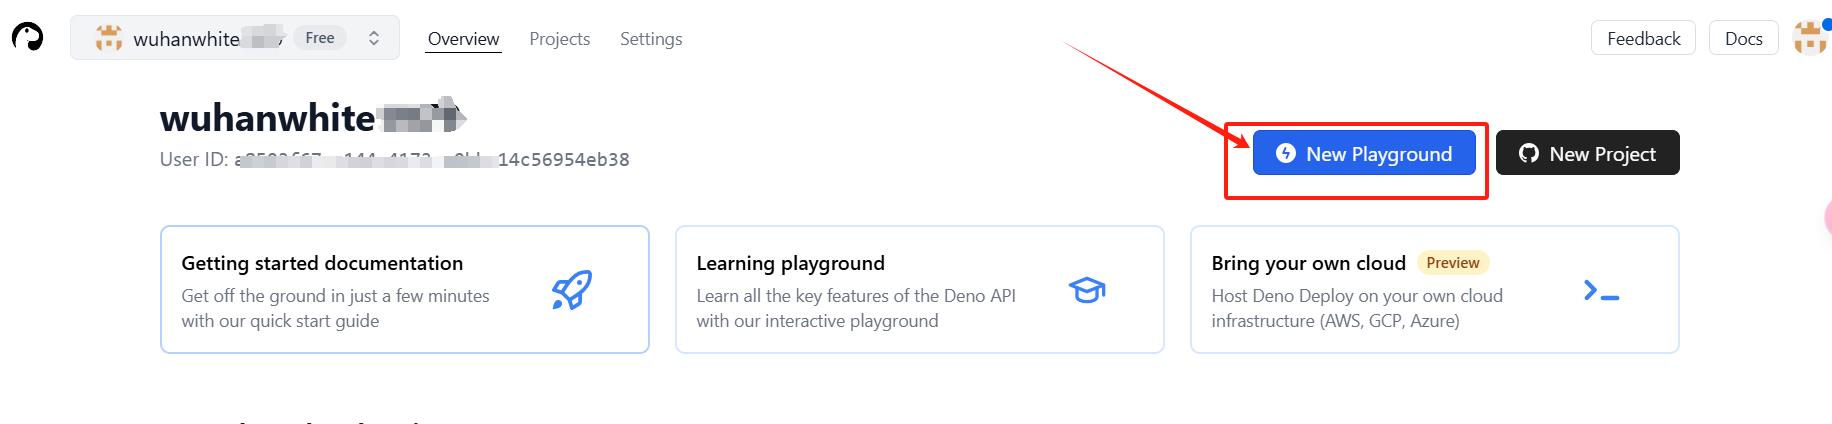 wuhanwhite
Free
Overview
Projects
Settings
Feedback
Docs
wuhanwhite
User ID: 14c56954eb38
New Playground
New Project
Getting started documentation
Get off the ground in just a few minutes
with our quick start guide
Learning playground
Learn all the key features of the Deno API
with our interactive playground
Bring your own cloud
Preview
Host Deno Deploy on your own cloud
infrastructure (AWS, GCP, Azure)